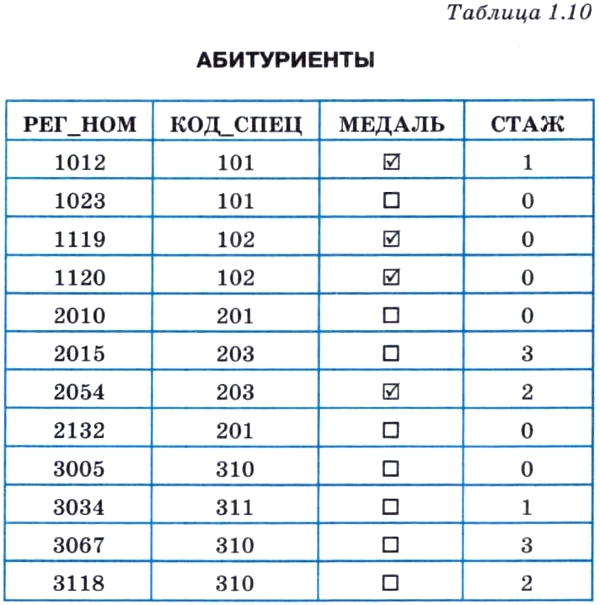 Таблица 1.10
АБИТУРИЕНТЫ
РЕГ_НОМ КОД_СПЕЦ МЕДАЛЬ СТАЖ
1012 101 ☑ 1
1023 101 ☐ 0
1119 102 ☑ 0
1120 102 ☑ 0
2010 201 ☐ 0
2015 203 ☐ 3
2054 203 ☑ 2
2132 201 ☐ 0
3005 310 ☐ 0
3034 311 ☐ 1
3067 310 ☐ 3
3118 310 ☐ 2